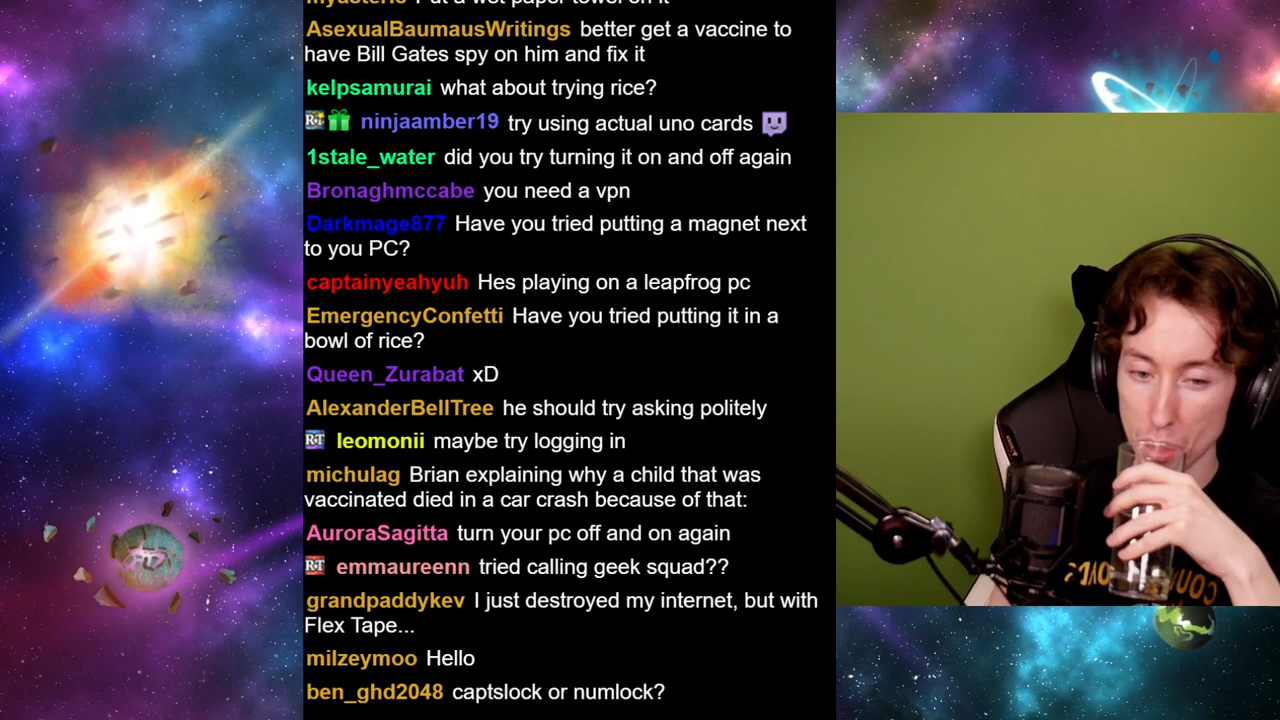 Put a wet paper towel on it
AsexualBaumausWritings better get a vaccine to
have Bill Gates spy on him and fix it
kelpsamurai what about trying rice?
ninjaamber19 try using actual uno cards
1stale_water did you try turning it on and off again
Bronaghmccabe you need a vpn
Darkmage877 Have you tried putting a magnet next
to you PC?
captainyeahyuh Hes playing on a leapfrog pc
EmergencyConfetti Have you tried putting it in a
bowl of rice?
Queen_Zurabat xD
AlexanderBellTree he should try asking politely
leomonii maybe try logging in
michulag Brian explaining why a child that was
vaccinated died in a car crash because of that:
AuroraSagitta turn your pc off and on again
emmaureenn tried calling geek squad??
grandpaddykev I just destroyed my internet, but with
Flex Tape...
milzeymoo Hello
ben_ghd2048 captslock or numlock?